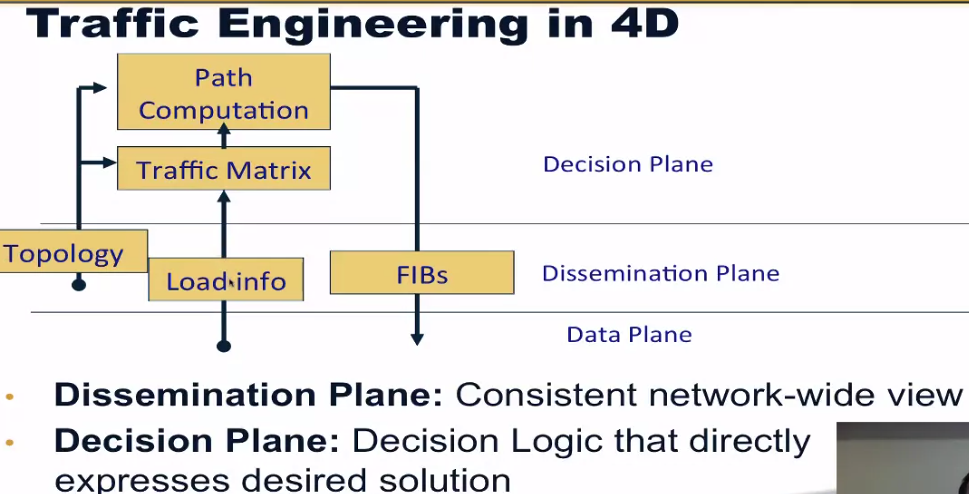 Traffic Engineering in 4D
Path
Computation
Traffic Matrix
Decision Plane
Topology
Load info
FIBs
Dissemination Plane
Data Plane
• Dissemination Plane: Consistent network-wide view
• Decision Plane: Decision Logic that directly
expresses desired solution